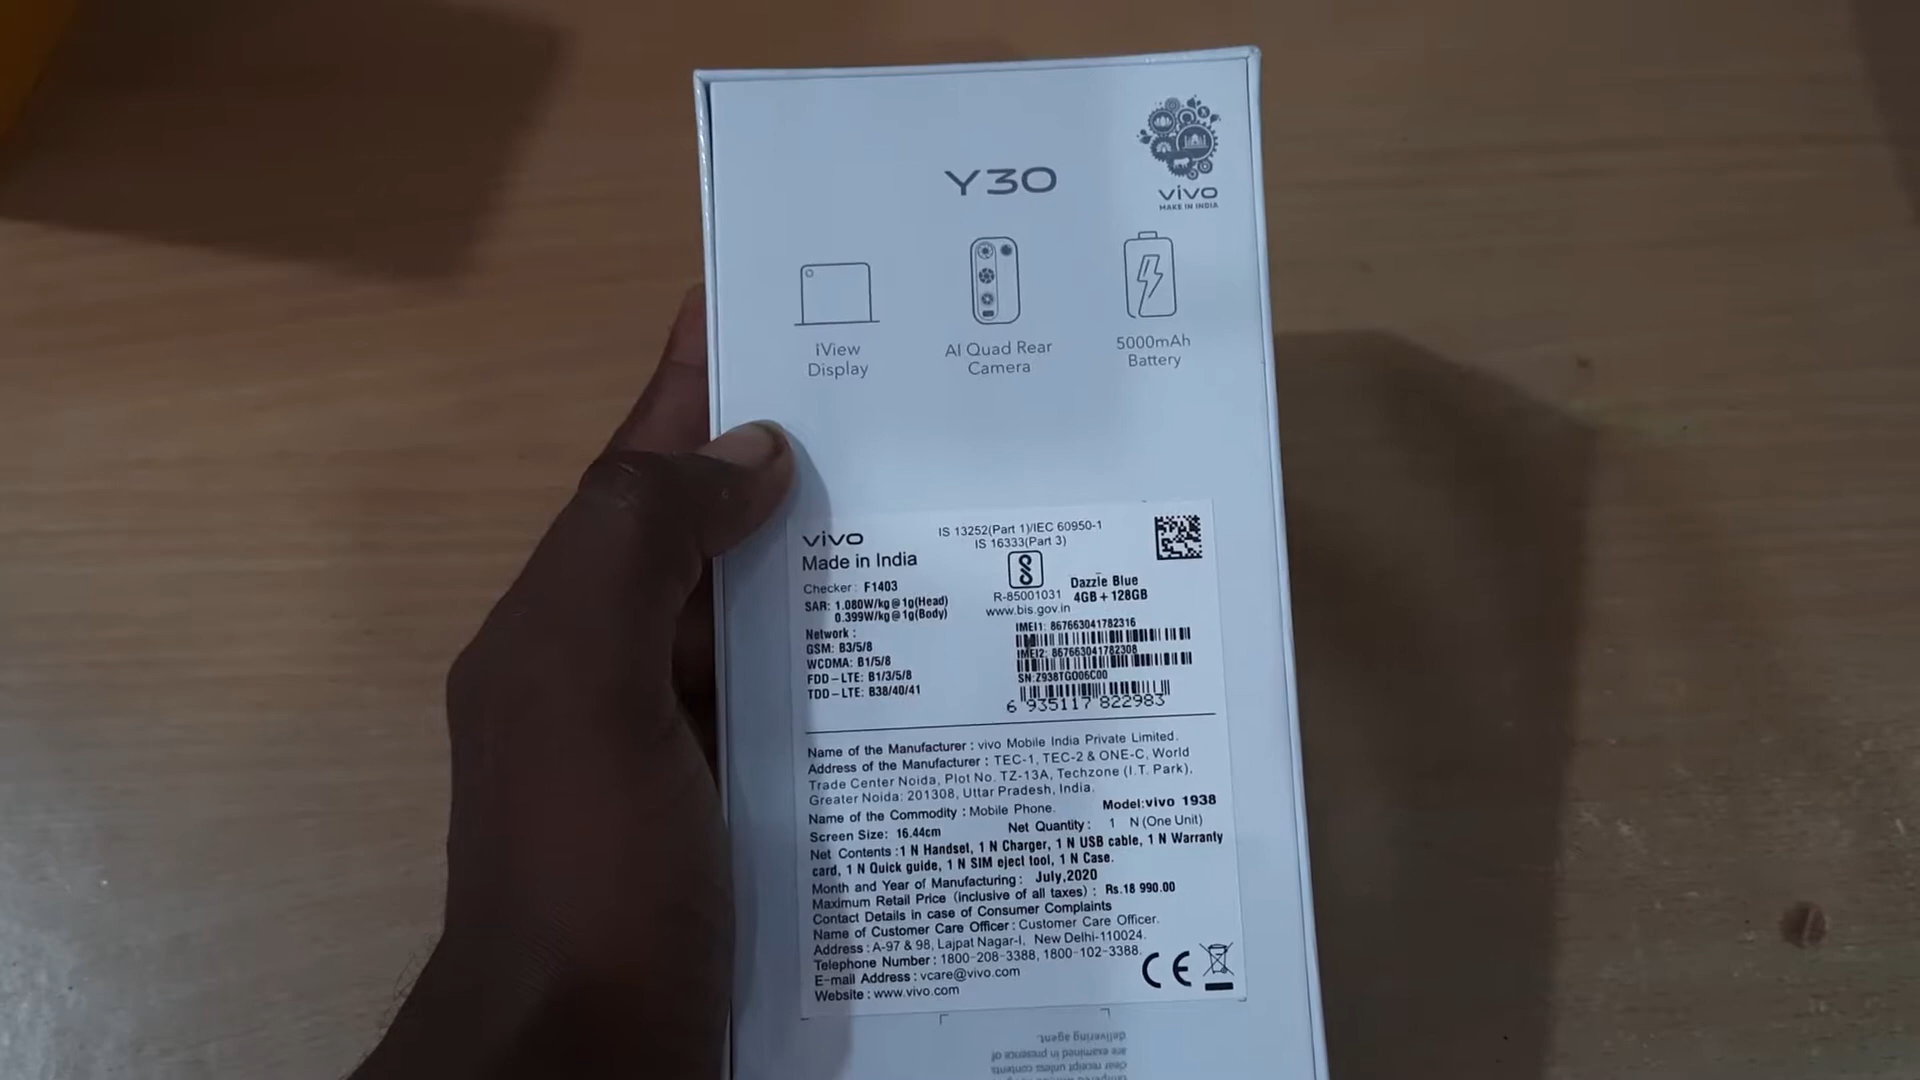 Y30
vivo
MAKE IN INDIA
iView
Display
AI Quad Rear
Camera
5000mAh
Battery
vivo
Made in India
IS 13252(Part 1)/IEC 60950-1
IS 16333(Part 3)
Checker: F1403
SAR: 1.080W/kg@1g(Head)
0.399W/kg@1g(Body)
R-85001031
www.bis.gov.in
Dazzle Blue
4GB+128GB
Network :
GSM: B3/5/8
WCDMA: B1/5/8
FDD-LTE: B1/3/5/8
TDD-LTE: B38/40/41
IMEI1: 867663041782316
IMEI2: 867663041782308
SN:Z938TGO06C00
6 935117 822983
Name of the Manufacturer : vivo Mobile India Private Limited.
Address of the Manufacturer : TEC-1, TEC-2 & ONE-C, World
Trade Center Noida, Plot No. TZ-13A, Techzone (I.T. Park),
Greater Noida: 201308, Uttar Pradesh, India.
Name of the Commodity : Mobile Phone. Model:vivo 1938
Screen Size: 16.44cm Net Quantity: 1 N (One Unit)
Net Contents :1 N Handset, 1 N Charger, 1 N USB cable, 1 N Warranty
card, 1 N Quick guide, 1 N SIM eject tool, 1 N Case.
Month and Year of Manufacturing: July,2020
Maximum Retail Price (inclusive of all taxes) : Rs.18 990.00
Contact Details in case of Consumer Complaints
Name of Customer Care Officer: Customer Care Officer.
Address : A-97 & 98, Lajpat Nagar-I, New Delhi-110024.
Telephone Number : 1800-208-3388, 1800-102-3388.
E-mail Address : vcare@vivo.com
Website : www.vivo.com
CE
clear receipt unless contents
are examined in presence of
delivering agent.